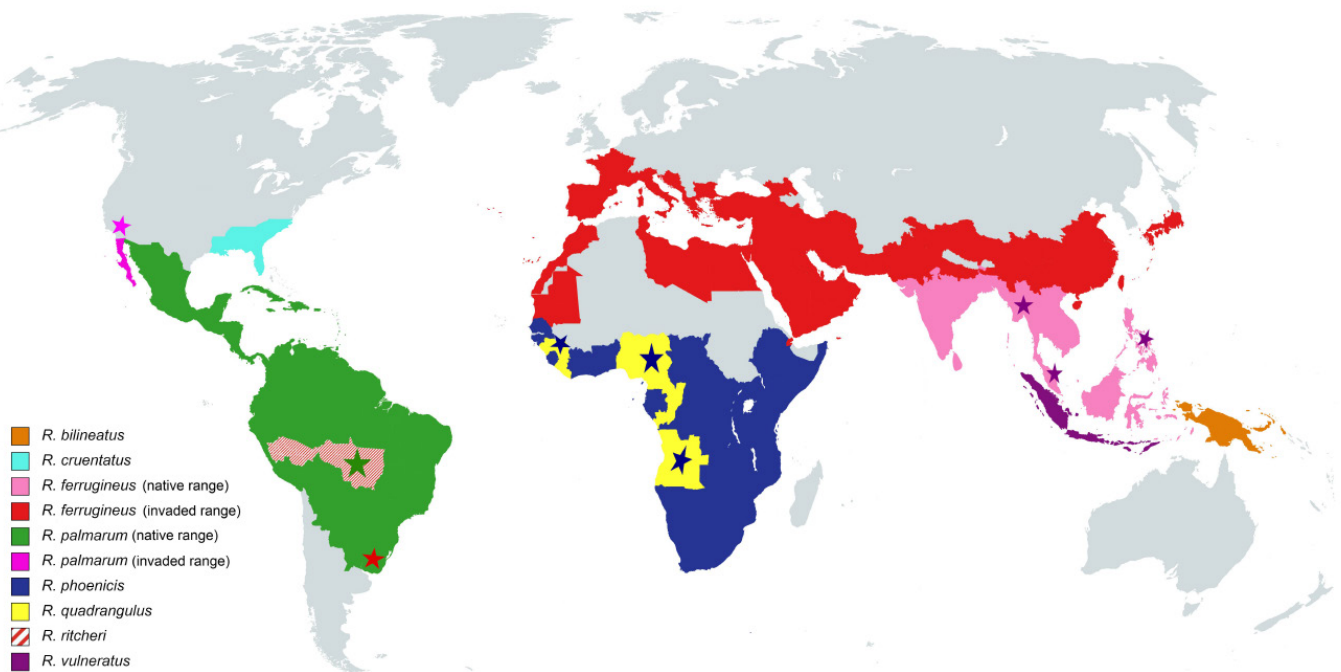 R. bilineatus
R. cruentatus
R. ferrugineus (native range)
R. ferrugineus (invaded range)
R. palmarum (native range)
R. palmarum (invaded range)
R. phoenicis
R. quadrangulus
R. ritcheri
R. vulneratus